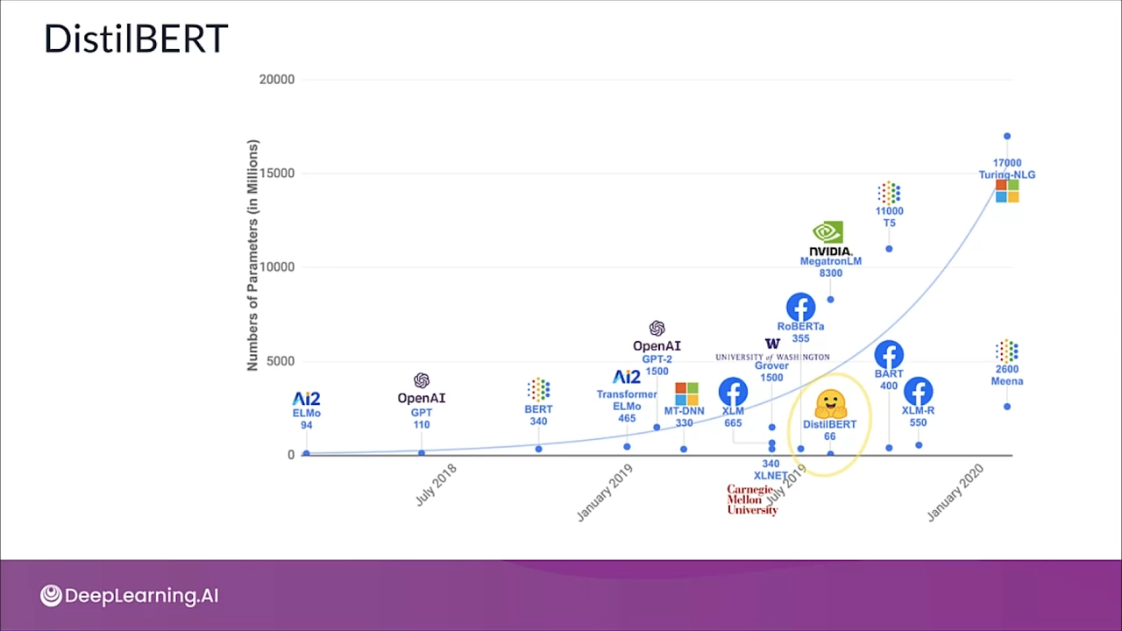 DistilBERT
Numbers of Parameters (in Millions)
20000
15000
10000
5000
0
Ai2
ELMo
94
OpenAI
GPT
110
BERT
340
Ai2
Transformer
ELMo
465
OpenAI
GPT-2
1500
MT-DNN
330
XLM
665
W
UNIVERSITY of WASHINGTON
Grover
1500
340
XLNET
Carnegie
Mellon
University
RoBERTa
355
NVIDIA.
MegatronLM
8300
DistilBERT
66
11000
T5
BART
400
XLM-R
550
17000
Turing-NLG
2600
Meena
July 2018
January 2019
July 2019
January 2020
DeepLearning.AI